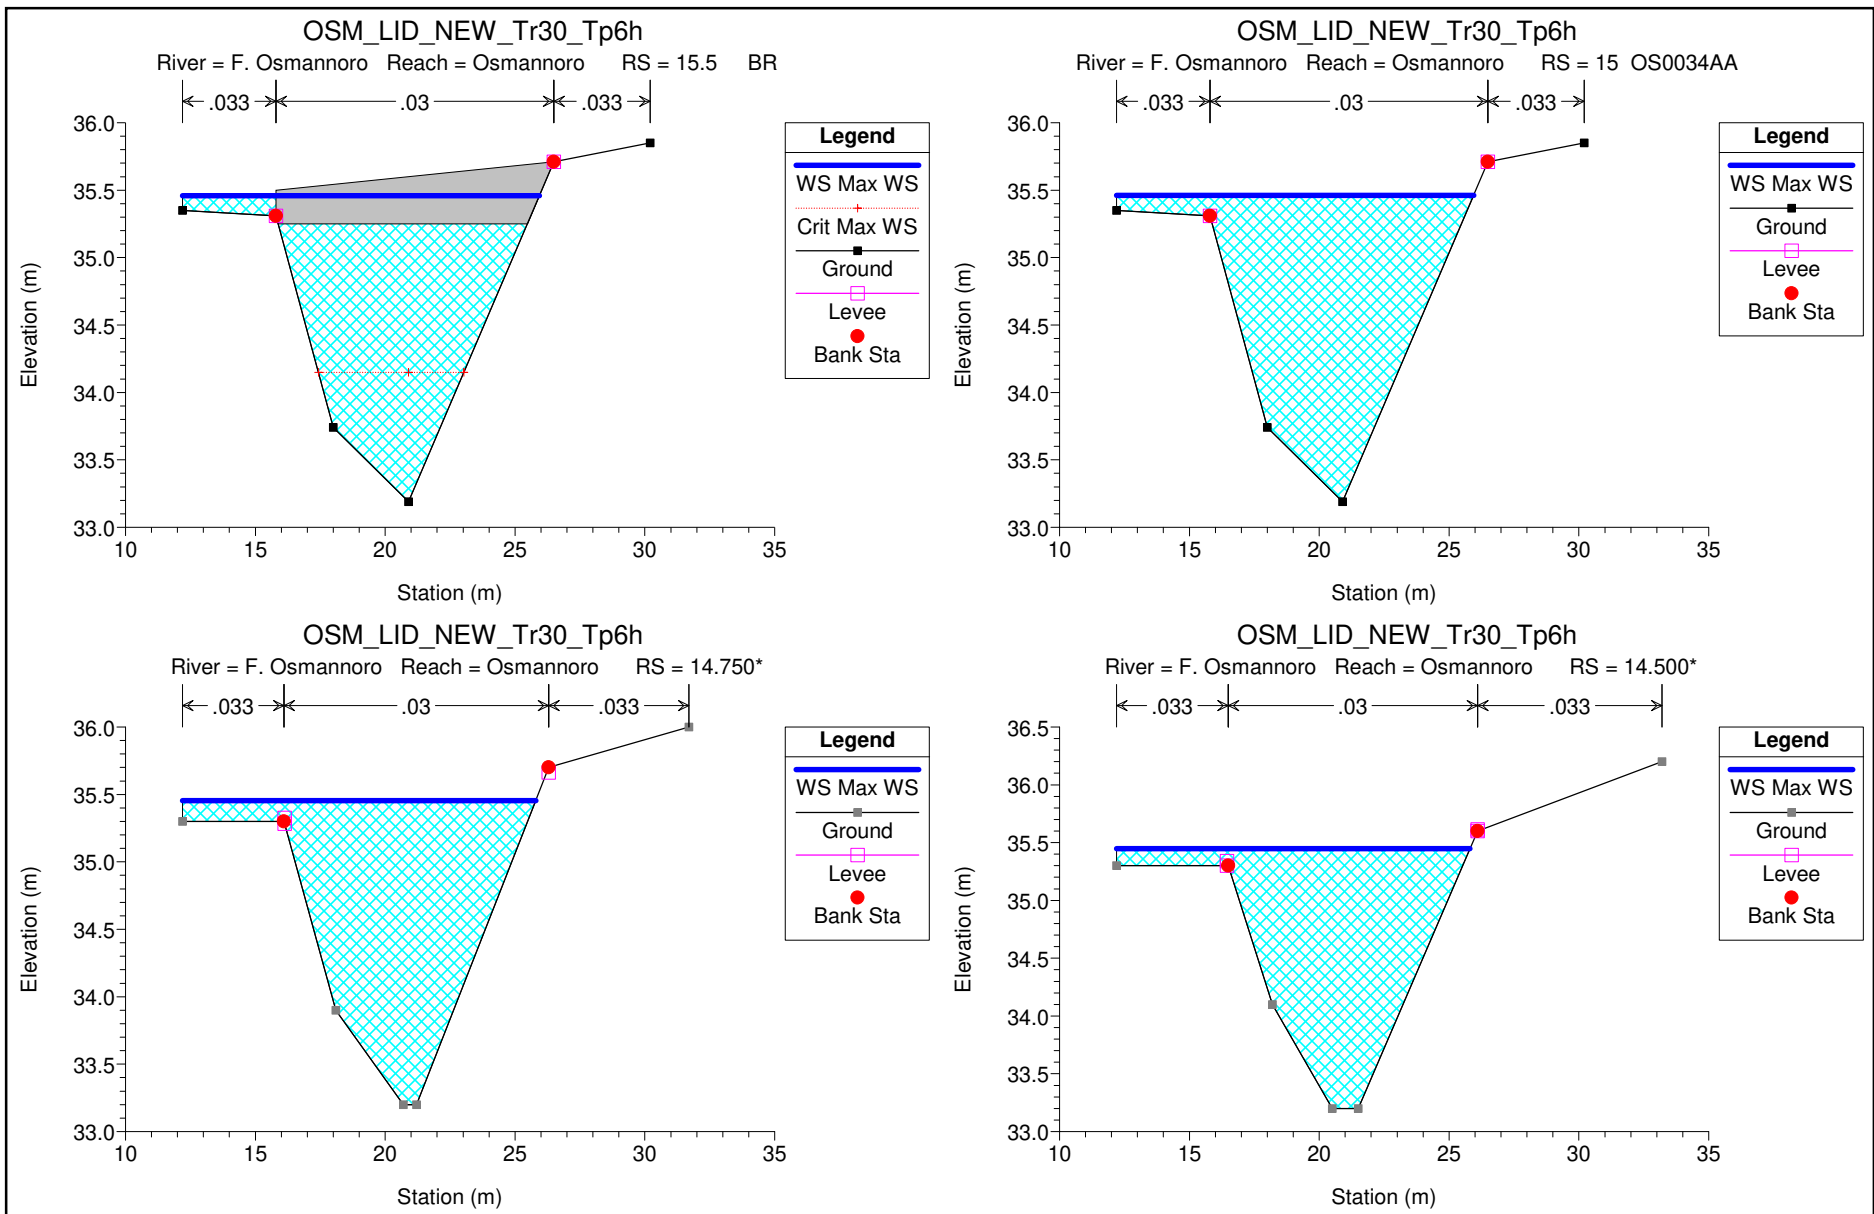 OSM_LID_NEW_Tr30_Tp6h
River = F. Osmannoro   Reach = Osmannoro   RS = 15.5   BR
.033
.03
.033
36.0
35.5
35.0
34.5
34.0
33.5
33.0
Elevation (m)
10 15 20 25 30 35
Station (m)
Legend
WS Max WS
Crit Max WS
Ground
Levee
Bank Sta
OSM_LID_NEW_Tr30_Tp6h
River = F. Osmannoro   Reach = Osmannoro   RS = 15   OS0034AA
.033
.03
.033
36.0
35.5
35.0
34.5
34.0
33.5
33.0
Elevation (m)
10 15 20 25 30 35
Station (m)
Legend
WS Max WS
Ground
Levee
Bank Sta
OSM_LID_NEW_Tr30_Tp6h
River = F. Osmannoro   Reach = Osmannoro   RS = 14.750*
.033
.03
.033
36.0
35.5
35.0
34.5
34.0
33.5
33.0
Elevation (m)
10 15 20 25 30 35
Station (m)
Legend
WS Max WS
Ground
Levee
Bank Sta
OSM_LID_NEW_Tr30_Tp6h
River = F. Osmannoro   Reach = Osmannoro   RS = 14.500*
.033
.03
.033
36.5
36.0
35.5
35.0
34.5
34.0
33.5
33.0
Elevation (m)
10 15 20 25 30 35
Station (m)
Legend
WS Max WS
Ground
Levee
Bank Sta